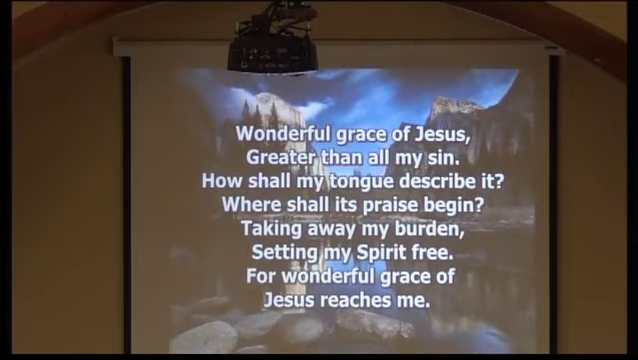 Wonderful grace of Jesus,
Greater than all my sin.
How shall my tongue describe it?
Where shall its praise begin?
Taking away my burden,
Setting my Spirit free.
For wonderful grace of
Jesus reaches me.